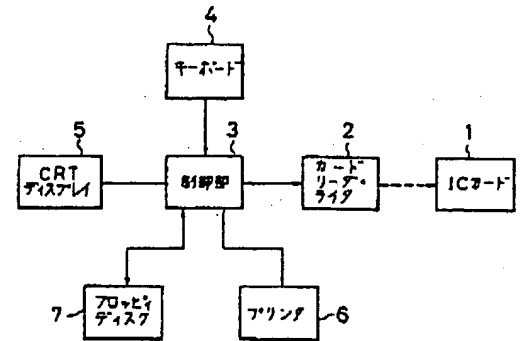 4
キーボード
5
3
2
1
CRT
ディスプレイ
制御部
カード
リーダ・
ライタ
ICカード
7
フロッピィ
ディスク
プリンタ
6